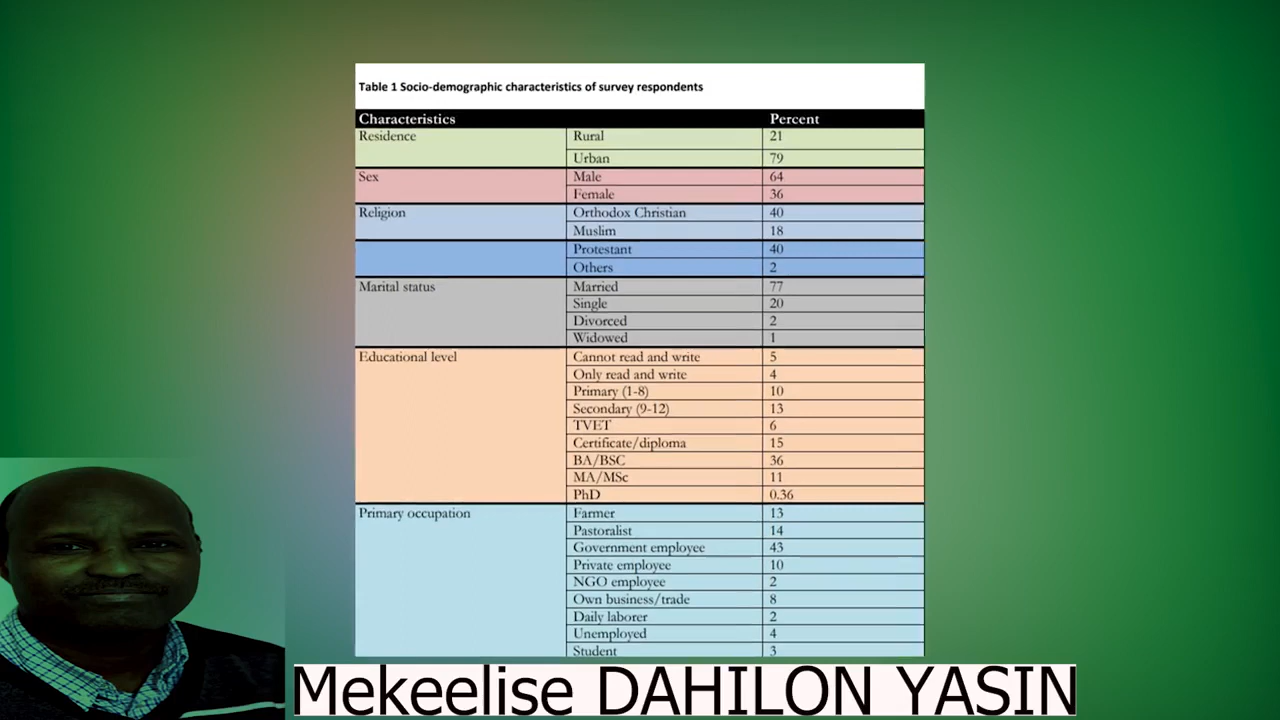 Table 1 Socio-demographic characteristics of survey respondents
Characteristics Percent
Residence Rural 21
Urban 79
Sex Male 64
Female 36
Religion Orthodox Christian 40
Muslim 18
Protestant 40
Others 2
Marital status Married 77
Single 20
Divorced 2
Widowed 1
Educational level Cannot read and write 5
Only read and write 4
Primary (1-8) 10
Secondary (9-12) 13
TVET 6
Certificate/diploma 15
BA/BSC 36
MA/MSc 11
PhD 0.36
Primary occupation Farmer 13
Pastoralist 14
Government employee 43
Private employee 10
NGO employee 2
Own business/trade 8
Daily laborer 2
Unemployed 4
Student 3
Mekeelise DAHILON YASIN